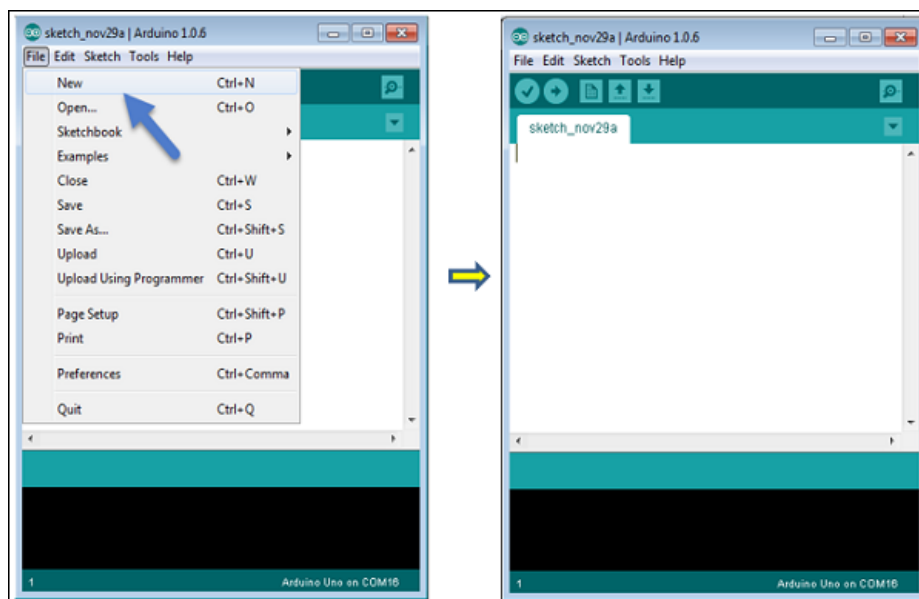 sketch_nov29a | Arduino 1.0.6
File Edit Sketch Tools Help
New Ctrl+N
Open... Ctrl+O
Sketchbook
Examples
Close Ctrl+W
Save Ctrl+S
Save As... Ctrl+Shift+S
Upload Ctrl+U
Upload Using Programmer Ctrl+Shift+U
Page Setup Ctrl+Shift+P
Print Ctrl+P
Preferences Ctrl+Comma
Quit Ctrl+Q
1 Arduino Uno on COM16
sketch_nov29a | Arduino 1.0.6
File Edit Sketch Tools Help
sketch_nov29a
1 Arduino Uno on COM16